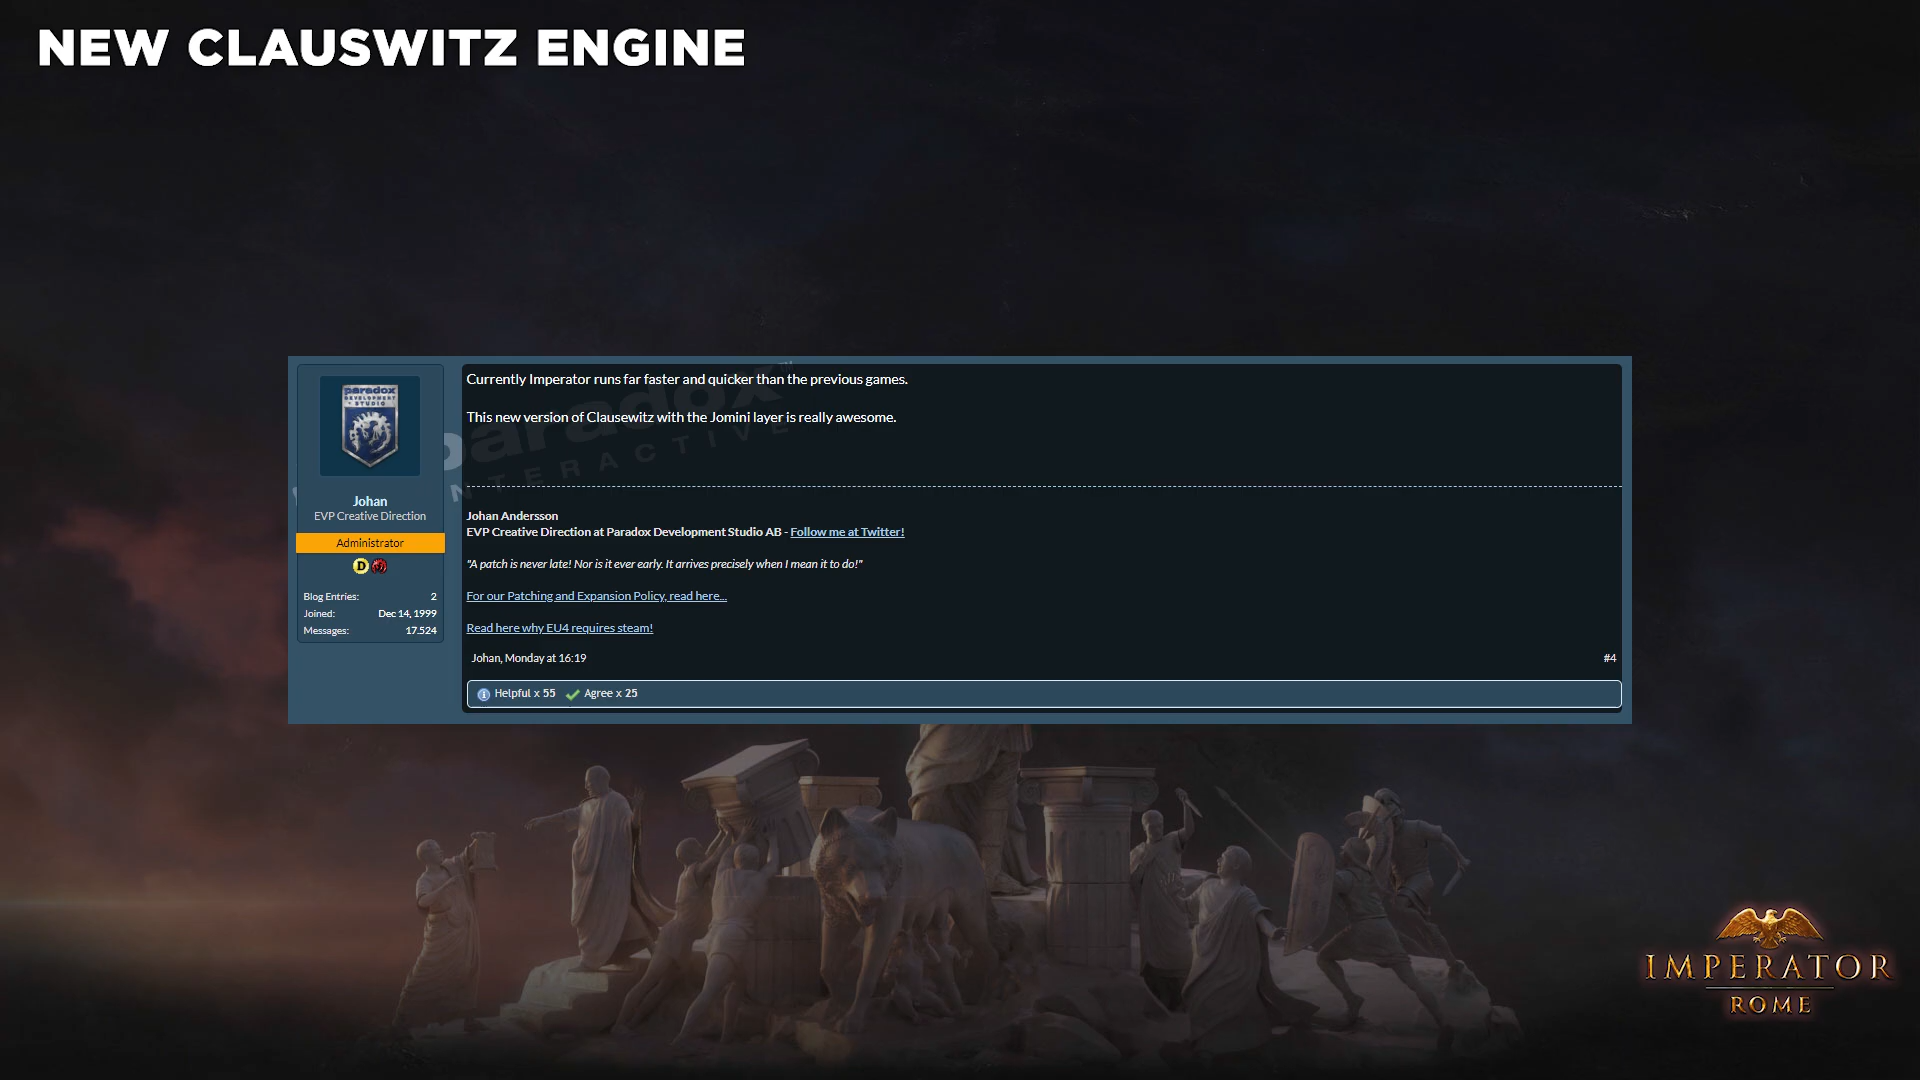 NEW CLAUSWITZ ENGINE
paradox
DEVELOPMENT
STUDIO
Johan
EVP Creative Direction
Administrator
D
Blog Entries: 2
Joined: Dec 14, 1999
Messages: 17.524
paradox™
INTERACTIVE
Currently Imperator runs far faster and quicker than the previous games.
This new version of Clausewitz with the Jomini layer is really awesome.
Johan Andersson
EVP Creative Direction at Paradox Development Studio AB - Follow me at Twitter!
"A patch is never late! Nor is it ever early. It arrives precisely when I mean it to do!"
For our Patching and Expansion Policy, read here...
Read here why EU4 requires steam!
Johan, Monday at 16:19 #4
Helpful x 55 Agree x 25
IMPERATOR
ROME